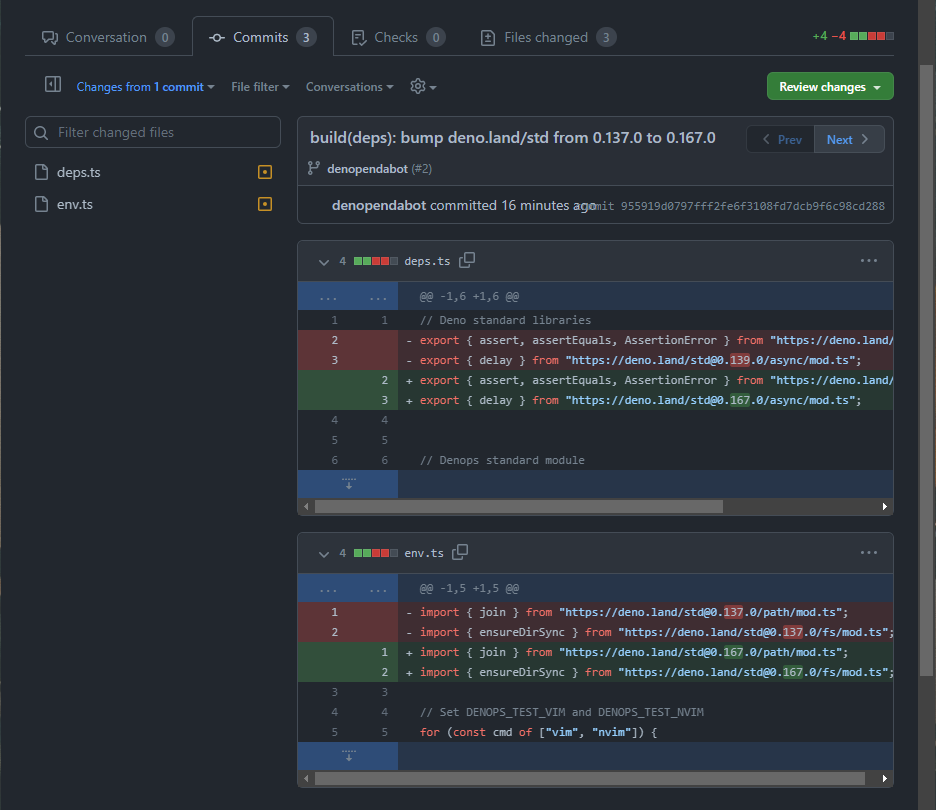 Conversation 0 Commits 3 Checks 0 Files changed 3 +4 −4
Changes from 1 commit File filter Conversations Review changes
Filter changed files
deps.ts
env.ts
build(deps): bump deno.land/std from 0.137.0 to 0.167.0 Prev Next
denopendabot (#2)
denopendabot committed 16 minutes ago commit 955919d0797fff2fe6f3108fd7dcb9f6c98cd288
4 deps.ts ...
... ... @@ -1,6 +1,6 @@
1 1 // Deno standard libraries
2 - export { assert, assertEquals, AssertionError } from "https://deno.land/
3 - export { delay } from "https://deno.land/std@0.139.0/async/mod.ts";
2 + export { assert, assertEquals, AssertionError } from "https://deno.land/
3 + export { delay } from "https://deno.land/std@0.167.0/async/mod.ts";
4 4
5 5
6 6 // Denops standard module
4 env.ts ...
... ... @@ -1,5 +1,5 @@
1 - import { join } from "https://deno.land/std@0.137.0/path/mod.ts";
2 - import { ensureDirSync } from "https://deno.land/std@0.137.0/fs/mod.ts";
1 + import { join } from "https://deno.land/std@0.167.0/path/mod.ts";
2 + import { ensureDirSync } from "https://deno.land/std@0.167.0/fs/mod.ts";
3 3
4 4 // Set DENOPS_TEST_VIM and DENOPS_TEST_NVIM
5 5 for (const cmd of ["vim", "nvim"]) {